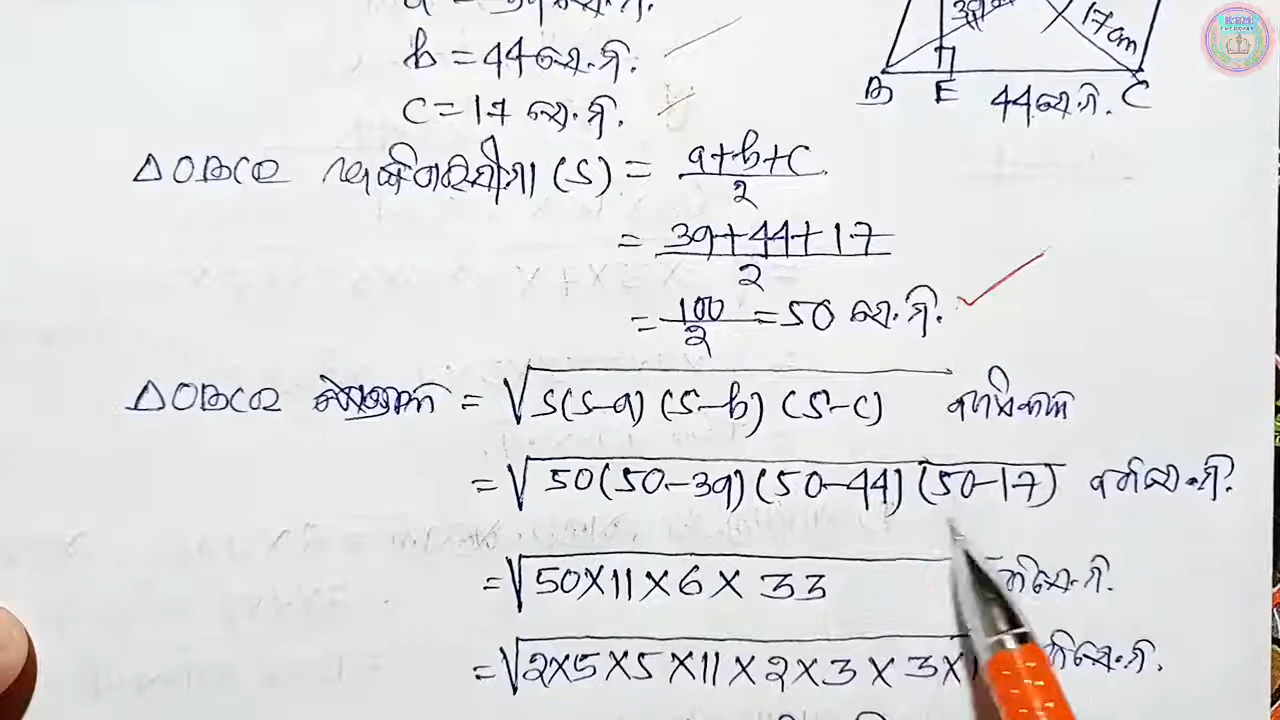 b = 44 ସେ.ମି.
c = 17 ସେ.ମି.
17cm
B E 44 ସେ.ମି. C
△OBCର ଅର୍ଦ୍ଧପରିସୀମା (S) = a+b+c / 2
= 39+44+17 / 2
= 100 / 2 = 50 ସେ.ମି.
△OBCର କ୍ଷେତ୍ରଫଳ = √S(S-a) (S-b) (S-c) ବର୍ଗଏକକ
= √50(50-39) (50-44) (50-17) ବର୍ଗସେ.ମି.
= √50×11×6×33 ସେ.ମି.
= √2×5×5×11×2×3×3× ସେ.ମି.